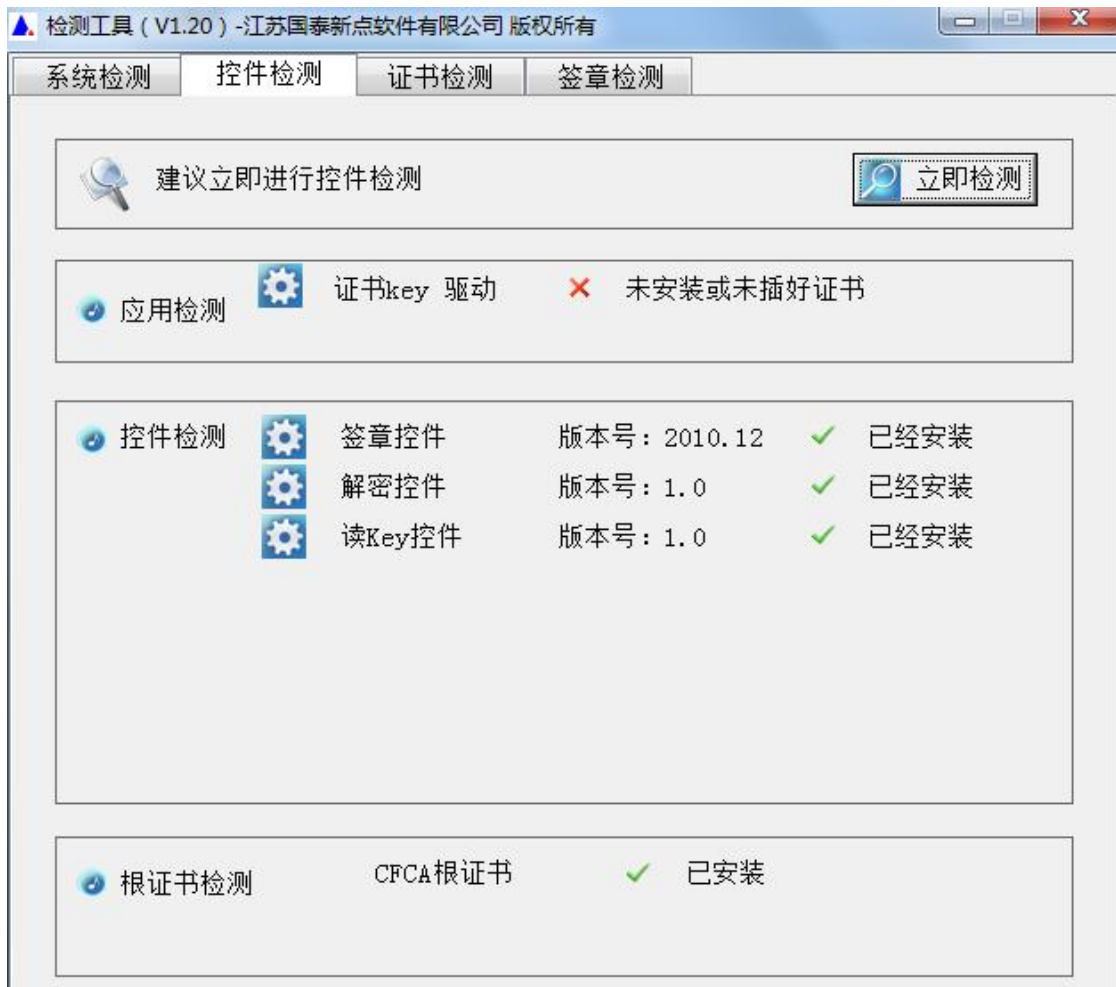 检测工具（V1.20）-江苏国泰新点软件有限公司 版权所有
系统检测 控件检测 证书检测 签章检测
建议立即进行控件检测 立即检测
应用检测 证书key 驱动 未安装或未插好证书
控件检测 签章控件 版本号：2010.12 已经安装
解密控件 版本号：1.0 已经安装
读Key控件 版本号：1.0 已经安装
根证书检测 CFCA根证书 已安装